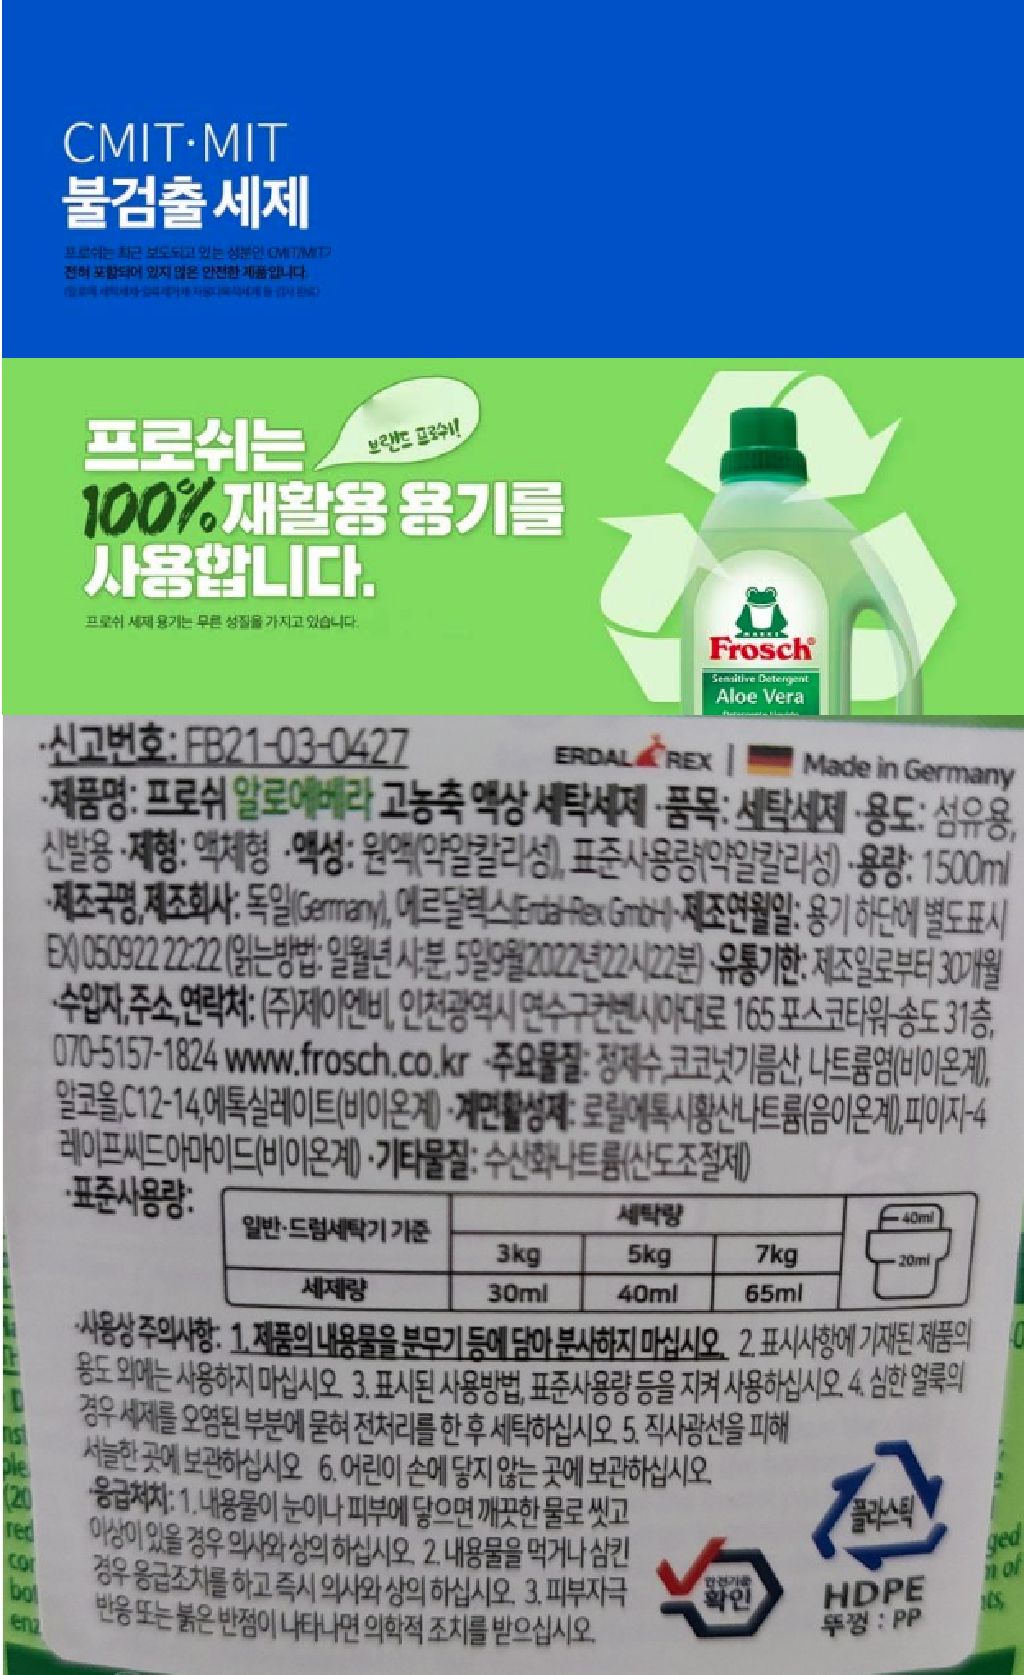 CMIT·MIT
불검출 세제
프로쉬는 최근 보도되고 있는 성분인 CMIT/MIT가
전혀 포함되어 있지 않은 안전한 제품입니다.
프로쉬는
브랜드 프로쉬!
100% 재활용 용기를
사용합니다.
프로쉬 세제 용기는 무른 성질을 가지고 있습니다.
Frosch®
Sensitive Detergent
Aloe Vera
·신고번호: FB21-03-0427
ERDAL REX | Made in Germany
·제품명: 프로쉬 알로에베라 고농축 액상 세탁세제 ·품목: 세탁세제 ·용도: 섬유용,
신발용 ·제형: 액체형 ·액성: 원액(약알칼리성), 표준사용량(약알칼리성) ·용량: 1500ml
·제조국명,제조회사: 독일(Germany), 에르달렉스(Erdal-Rex GmbH)·제조연월일: 용기 하단에 별도표시
EX) 050922 22:22 (읽는방법: 일월년 시:분, 5일9월2022년22시22분) ·유통기한: 제조일로부터 30개월
·수입자,주소,연락처: (주)제이엔비, 인천광역시 연수구컨벤시아대로 165 포스코타워-송도 31층,
070-5157-1824 www.frosch.co.kr ·주요물질: 정제수,코코넛기름산, 나트륨염(비이온계),
알코올,C12-14,에톡실레이트(비이온계) ·계면활성제: 로릴에톡시황산나트륨(음이온계),피이지-4
레이프씨드아마이드(비이온계) ·기타물질: 수산화나트륨(산도조절제)
·표준사용량:
일반·드럼세탁기 기준 세탁량
3kg 5kg 7kg
세제량 30ml 40ml 65ml
40ml
20ml
·사용상 주의사항: 1. 제품의 내용물을 분무기 등에 담아 분사하지 마십시오. 2. 표시사항에 기재된 제품의
용도 외에는 사용하지 마십시오. 3. 표시된 사용방법, 표준사용량 등을 지켜 사용하십시오 4. 심한 얼룩의
경우 세제를 오염된 부분에 묻혀 전처리를 한 후 세탁하십시오. 5. 직사광선을 피해
서늘한 곳에 보관하십시오 6. 어린이 손에 닿지 않는 곳에 보관하십시오.
·응급처치: 1. 내용물이 눈이나 피부에 닿으면 깨끗한 물로 씻고
이상이 있을 경우 의사와 상의 하십시오. 2. 내용물을 먹거나 삼킨
경우 응급조치를 하고 즉시 의사와 상의 하십시오. 3. 피부자극
반응 또는 붉은 반점이 나타나면 의학적 조치를 받으십시오.
안전기준
확인
플라스틱
HDPE
뚜껑 : PP